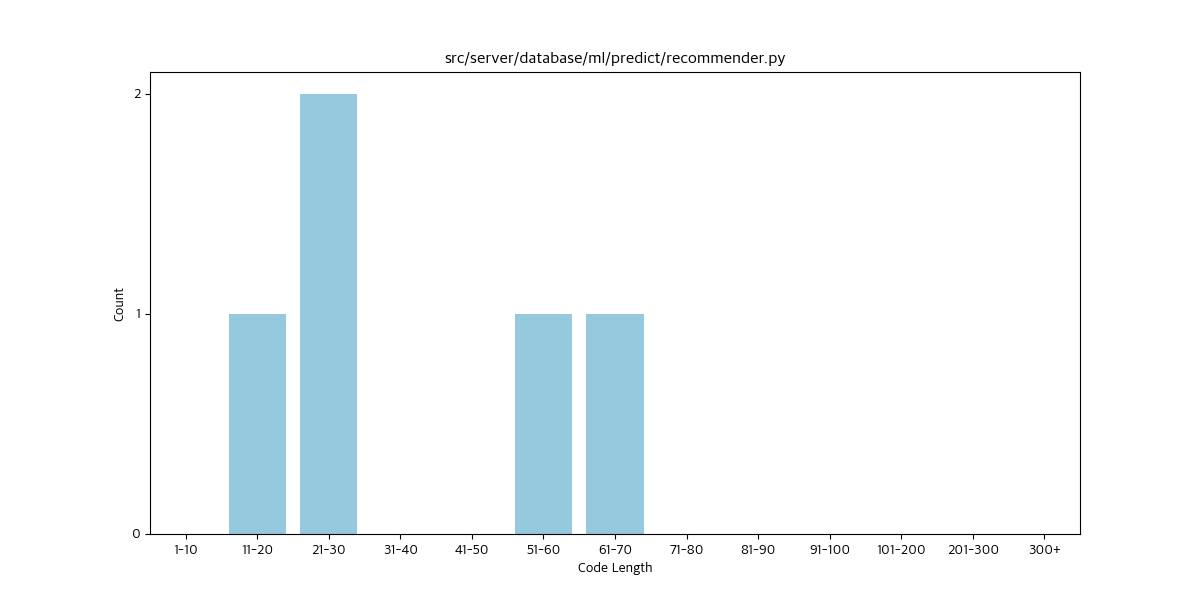 src/server/database/ml/predict/recommender.py
2
1
0
Count
1-10 11-20 21-30 31-40 41-50 51-60 61-70 71-80 81-90 91-100 101-200 201-300 300+
Code Length